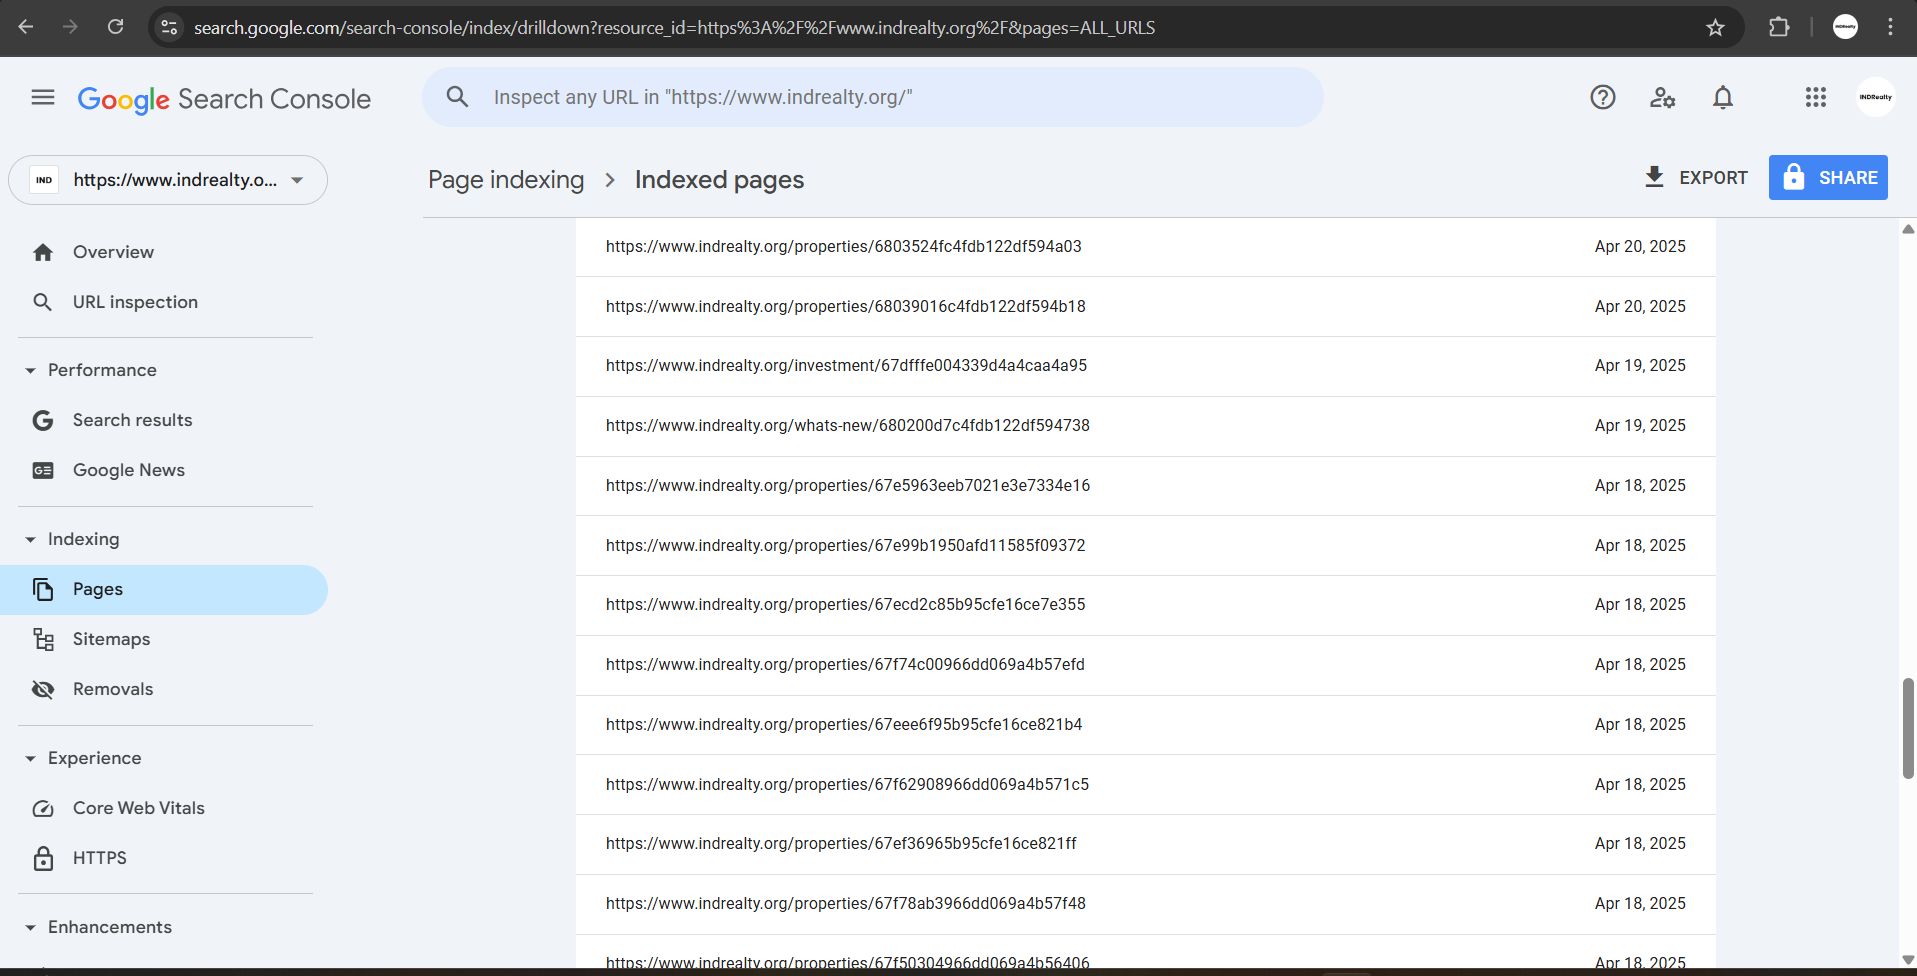 search.google.com/search-console/index/drilldown?resource_id=https%3A%2F%2Fwww.indrealty.org%2F&pages=ALL_URLS
Google Search Console
Inspect any URL in "https://www.indrealty.org/"
INDRealty
IND
https://www.indrealty.o...
Page indexing
Indexed pages
EXPORT
SHARE
Overview
URL inspection
Performance
Search results
Google News
Indexing
Pages
Sitemaps
Removals
Experience
Core Web Vitals
HTTPS
Enhancements
https://www.indrealty.org/properties/6803524fc4fdb122df594a03 Apr 20, 2025
https://www.indrealty.org/properties/68039016c4fdb122df594b18 Apr 20, 2025
https://www.indrealty.org/investment/67dfffe004339d4a4caa4a95 Apr 19, 2025
https://www.indrealty.org/whats-new/680200d7c4fdb122df594738 Apr 19, 2025
https://www.indrealty.org/properties/67e5963eeb7021e3e7334e16 Apr 18, 2025
https://www.indrealty.org/properties/67e99b1950afd11585f09372 Apr 18, 2025
https://www.indrealty.org/properties/67ecd2c85b95cfe16ce7e355 Apr 18, 2025
https://www.indrealty.org/properties/67f74c00966dd069a4b57efd Apr 18, 2025
https://www.indrealty.org/properties/67eee6f95b95cfe16ce821b4 Apr 18, 2025
https://www.indrealty.org/properties/67f62908966dd069a4b571c5 Apr 18, 2025
https://www.indrealty.org/properties/67ef36965b95cfe16ce821ff Apr 18, 2025
https://www.indrealty.org/properties/67f78ab3966dd069a4b57f48 Apr 18, 2025
https://www.indrealty.org/properties/67f50304966dd069a4b56406 Apr 18, 2025